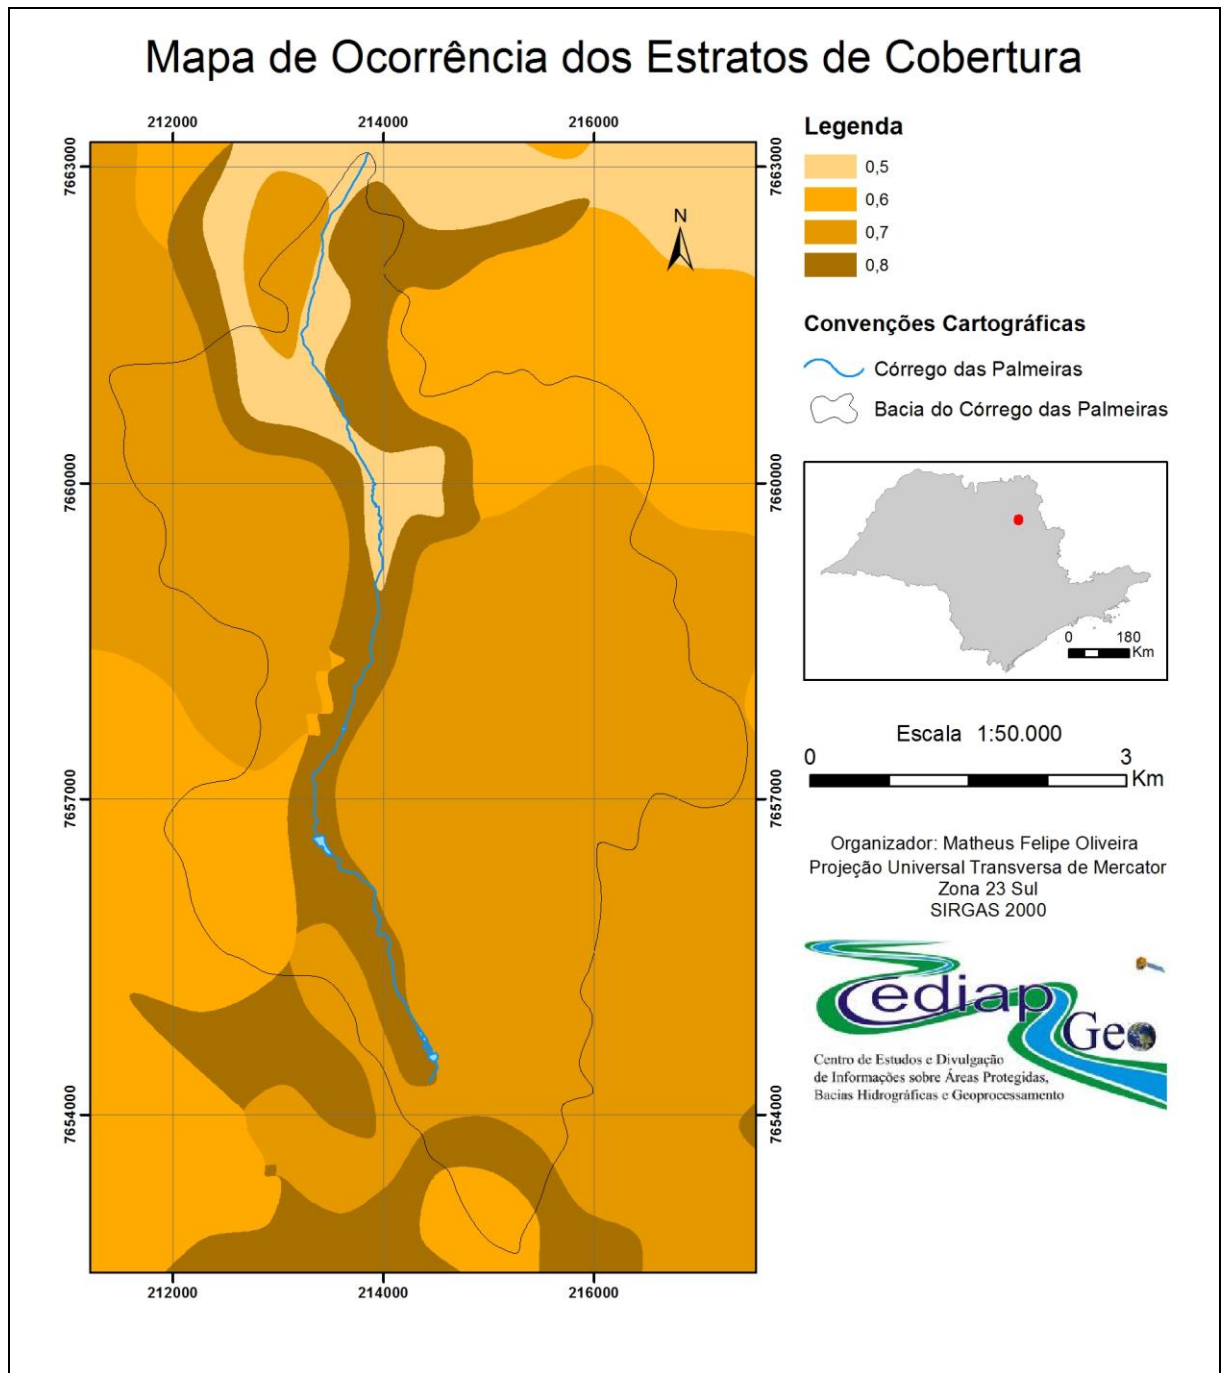 Mapa de Ocorrência dos Estratos de Cobertura
212000 214000 216000
7663000 7663000
7660000 7660000
7657000 7657000
7654000 7654000
212000 214000 216000
N
Legenda
0,5
0,6
0,7
0,8
Convenções Cartográficas
Córrego das Palmeiras
Bacia do Córrego das Palmeiras
0 180
Km
Escala 1:50.000
0 3
Km
Organizador: Matheus Felipe Oliveira
Projeção Universal Transversa de Mercator
Zona 23 Sul
SIRGAS 2000
Cediap
Geo
Centro de Estudos e Divulgação
de Informações sobre Áreas Protegidas,
Bacias Hidrográficas e Geoprocessamento